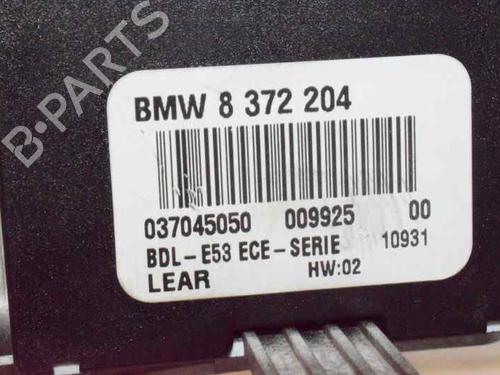 B-PARTS
BMW 8 372 204
037045050 009925 00
BDL-E53 ECE-SERIE 10931
LEAR HW:02